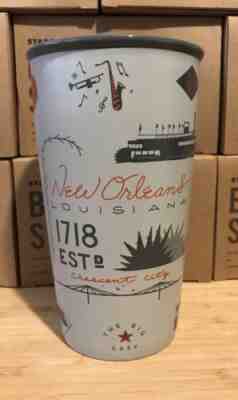 New Orleans
LOUISIANA
1718
ESTD
crescent city
THE BIG
EASY